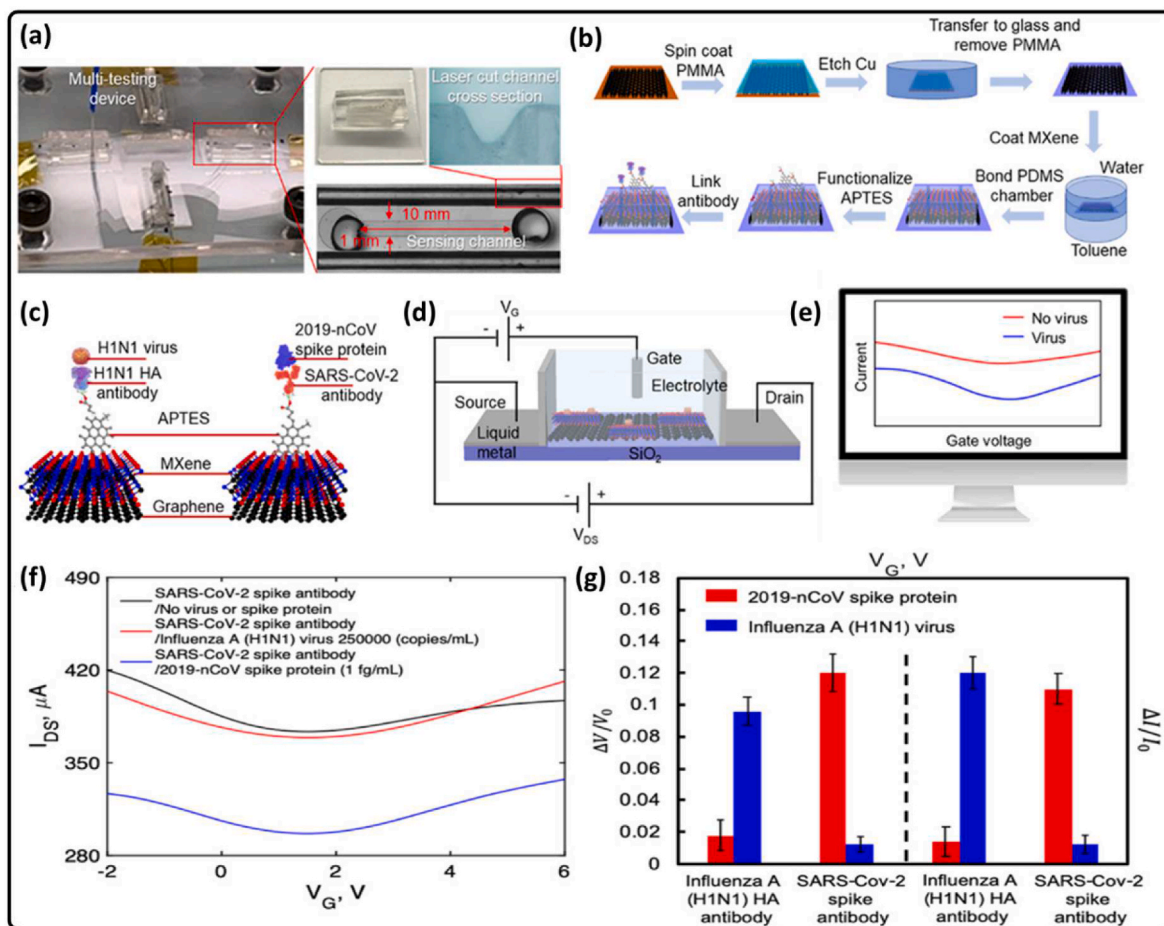 (a)
Multi-testing
device
Laser cut channel
cross section
10 mm
1 mm
Sensing channel
(b)
Spin coat
PMMA
Etch Cu
Transfer to glass and
remove PMMA
Coat MXene
Water
Toluene
Bond PDMS
chamber
Functionalize
APTES
Link
antibody
(c)
H1N1 virus
H1N1 HA
antibody
2019-nCoV
spike protein
SARS-CoV-2
antibody
APTES
MXene
Graphene
(d)
V_G
- +
Gate
Electrolyte
Source
Drain
Liquid
metal
SiO₂
- +
V_DS
(e)
No virus
Virus
Current
Gate voltage
(f)
490
420
350
280
I_DS, μA
SARS-CoV-2 spike antibody
/No virus or spike protein
SARS-CoV-2 spike antibody
/Influenza A (H1N1) virus 250000 (copies/mL)
SARS-CoV-2 spike antibody
/2019-nCoV spike protein (1 fg/mL)
-2 0 2 4 6
V_G, V
(g)
V_G, V
0.18
0.16
0.14
0.12
0.10
0.08
0.06
0.04
0.02
0
ΔV/V₀
ΔI/I₀
2019-nCoV spike protein
Influenza A (H1N1) virus
Influenza A
(H1N1) HA
antibody
SARS-Cov-2
spike
antibody
Influenza A
(H1N1) HA
antibody
SARS-Cov-2
spike
antibody